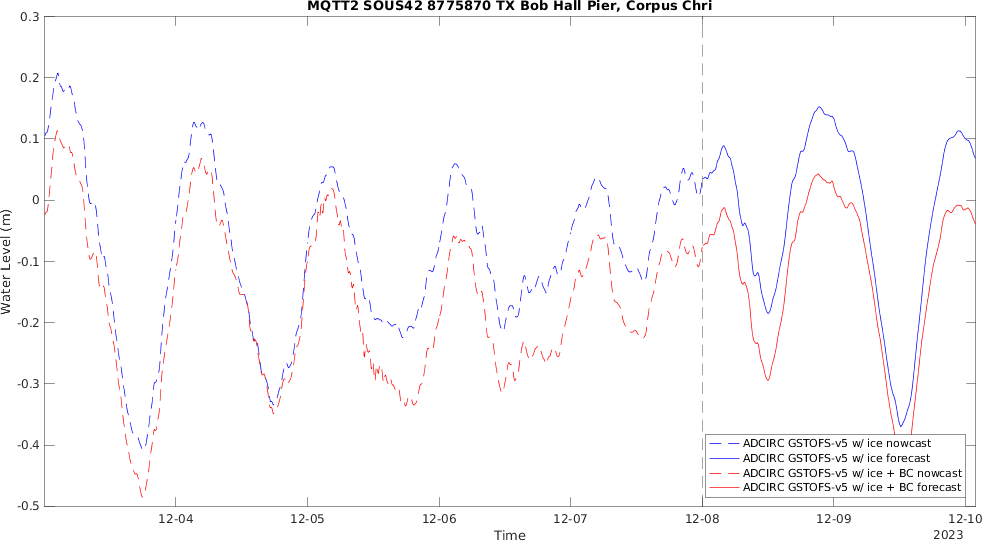 MQTT2 SOUS42 8775870 TX Bob Hall Pier, Corpus Chri
0.3
0.2
0.1
0
-0.1
-0.2
-0.3
-0.4
-0.5
Water Level (m)
ADCIRC GSTOFS-v5 w/ ice nowcast
ADCIRC GSTOFS-v5 w/ ice forecast
ADCIRC GSTOFS-v5 w/ ice + BC nowcast
ADCIRC GSTOFS-v5 w/ ice + BC forecast
12-04 12-05 12-06 12-07 12-08 12-09 12-10
Time
2023